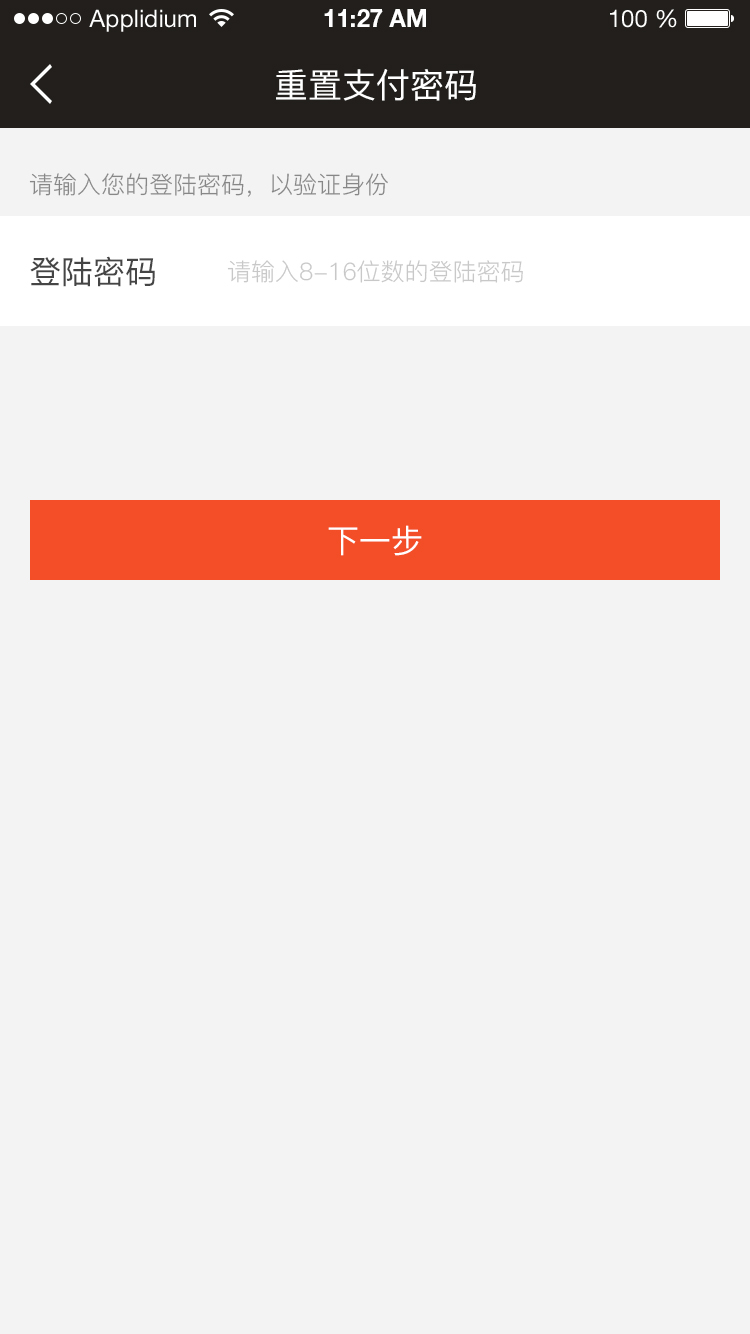 Applidium 11:27 AM 100 %
重置支付密码
请输入您的登陆密码，以验证身份
登陆密码 请输入8-16位数的登陆密码
下一步